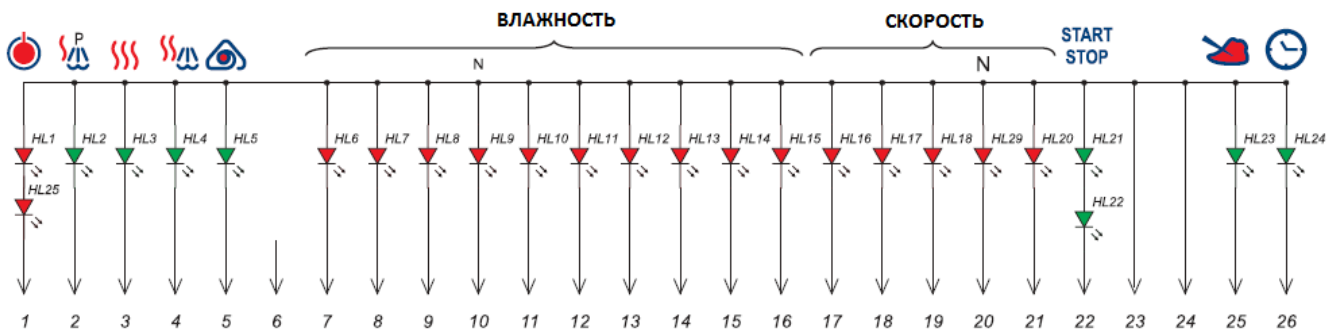 ВЛАЖНОСТЬ СКОРОСТЬ
START
STOP
P
N N
HL1 HL2 HL3 HL4 HL5 HL6 HL7 HL8 HL9 HL10 HL11 HL12 HL13 HL14 HL15 HL16 HL17 HL18 HL29 HL20 HL21 HL23 HL24
HL25 HL22
1 2 3 4 5 6 7 8 9 10 11 12 13 14 15 16 17 18 19 20 21 22 23 24 25 26